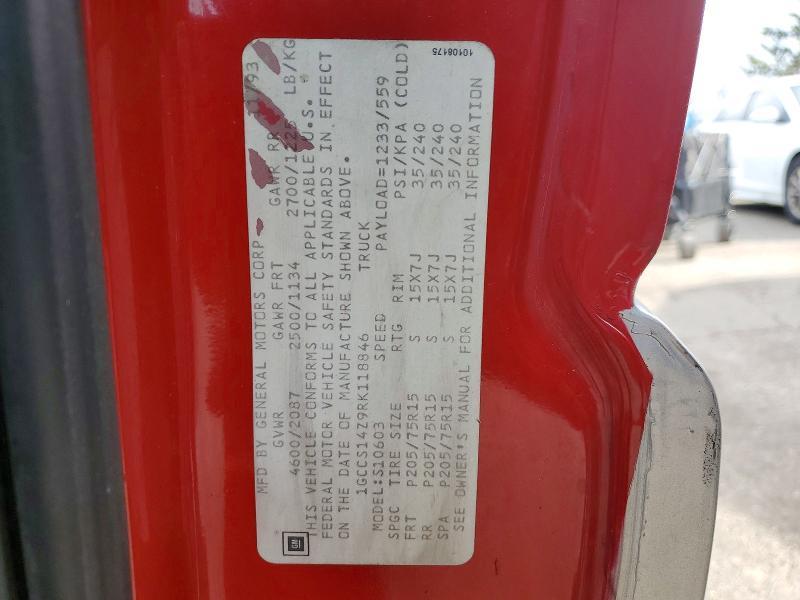 10108175
MFD BY GENERAL MOTORS CORP /93
GVWR GAWR FRT GAWR RR
4600/2087 2500/1134 2700/1225 LB/KG
THIS VEHICLE CONFORMS TO ALL APPLICABLE U.S.
FEDERAL MOTOR VEHICLE SAFETY STANDARDS IN EFFECT
ON THE DATE OF MANUFACTURE SHOWN ABOVE.
1GCCS14Z9RK118846 TRUCK
MODEL:S10603 PAYLOAD=1233/559
SPEED
SPGC TIRE SIZE RTG RIM PSI/KPA (COLD)
FRT P205/75R15 S 15X7J 35/240
RR P205/75R15 S 15X7J 35/240
SPA P205/75R15 S 15X7J 35/240
SEE OWNER'S MANUAL FOR ADDITIONAL INFORMATION
GM